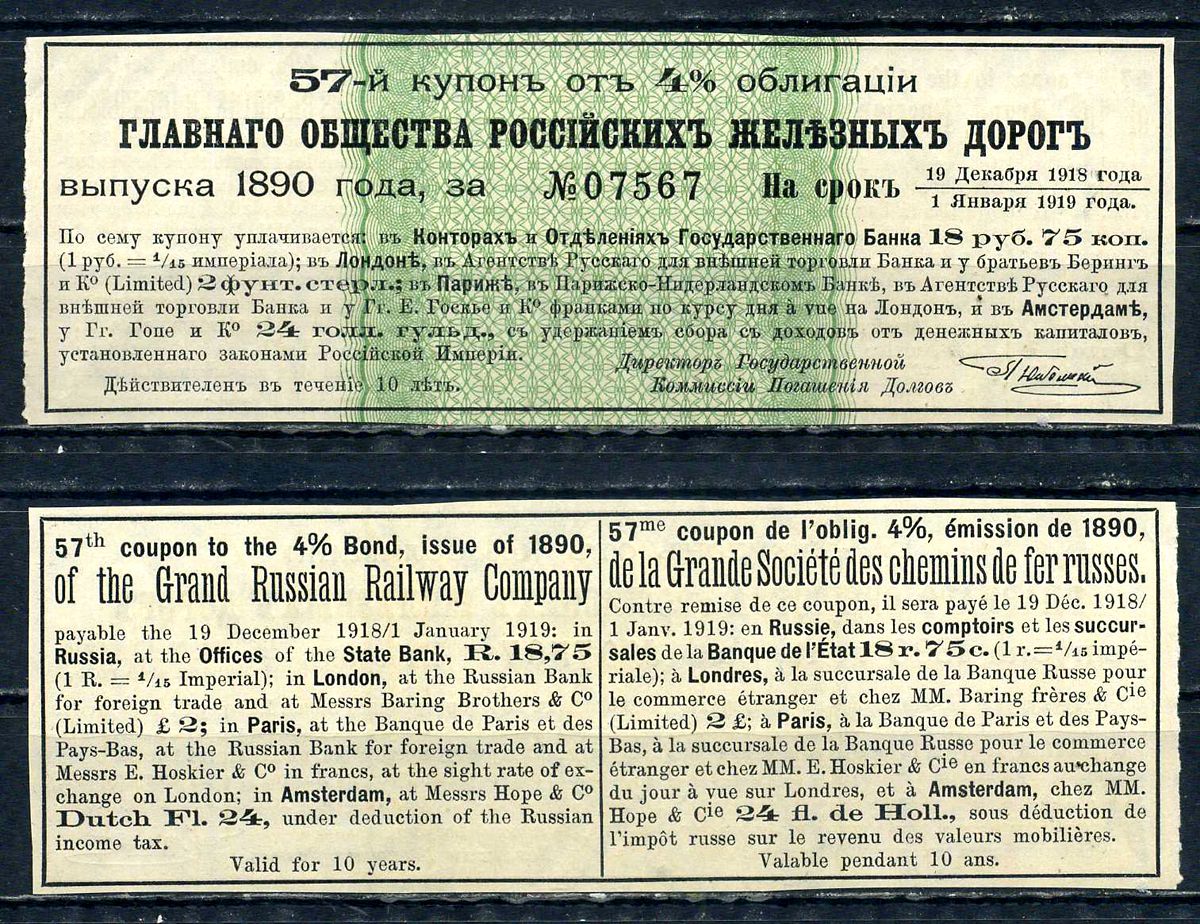 57-й купонъ отъ 4% облигаціи
ГЛАВНАГО ОБЩЕСТВА РОССІЙСКИХЪ ЖЕЛѢЗНЫХЪ ДОРОГЪ
выпуска 1890 года, за №07567 На срокъ 19 Декабря 1918 года
1 Января 1919 года.
По сему купону уплачивается: въ Конторахъ и Отдѣленіяхъ Государственнаго Банка 18 руб. 75 коп.
(1 руб. = 1/15 имперіала); въ Лондонѣ, въ Агентствѣ Русскаго для внѣшней торговли Банка и у братьевъ Берингъ
и Ко (Limited) 2 фунт. стерл.; въ Парижѣ, въ Парижско-Нидерландскомъ Банкѣ, въ Агентствѣ Русскаго для
внѣшней торговли Банка и у Гг. Е. Госкье и Ко франками по курсу дня à vue на Лондонъ, и въ Амстердамѣ,
у Гг. Гопе и Ко 24 голл. гульд., съ удержаніемъ сбора съ доходовъ отъ денежныхъ капиталовъ,
установленнаго законами Россійской Имперіи.
Директоръ Государственной
Дѣйствителенъ въ теченіе 10 лѣтъ.
Коммиссіи Погашенія Долговъ
57th coupon to the 4% Bond, issue of 1890,
of the Grand Russian Railway Company
payable the 19 December 1918/1 January 1919: in
Russia, at the Offices of the State Bank, R. 18,75
(1 R. = 1/15 Imperial); in London, at the Russian Bank
for foreign trade and at Messrs Baring Brothers & Co
(Limited) £ 2; in Paris, at the Banque de Paris et des
Pays-Bas, at the Russian Bank for foreign trade and at
Messrs E. Hoskier & Co in francs, at the sight rate of ex-
change on London; in Amsterdam, at Messrs Hope & Co
Dutch Fl. 24, under deduction of the Russian
income tax.
Valid for 10 years.
57me coupon de l'oblig. 4%, émission de 1890,
de la Grande Société des chemins de fer russes.
Contre remise de ce coupon, il sera payé le 19 Déc. 1918/
1 Janv. 1919: en Russie, dans les comptoirs et les succur-
sales de la Banque de l'État 18 r. 75 c. (1 r.=1/15 impé-
riale); à Londres, à la succursale de la Banque Russe pour
le commerce étranger et chez MM. Baring frères & Cie
(Limited) 2 £; à Paris, à la Banque de Paris et des Pays-
Bas, à la succursale de la Banque Russe pour le commerce
étranger et chez MM. E. Hoskier & Cie en francs au change
du jour à vue sur Londres, et à Amsterdam, chez MM.
Hope & Cie 24 fl. de Holl., sous déduction de
l'impôt russe sur le revenu des valeurs mobilières.
Valable pendant 10 ans.